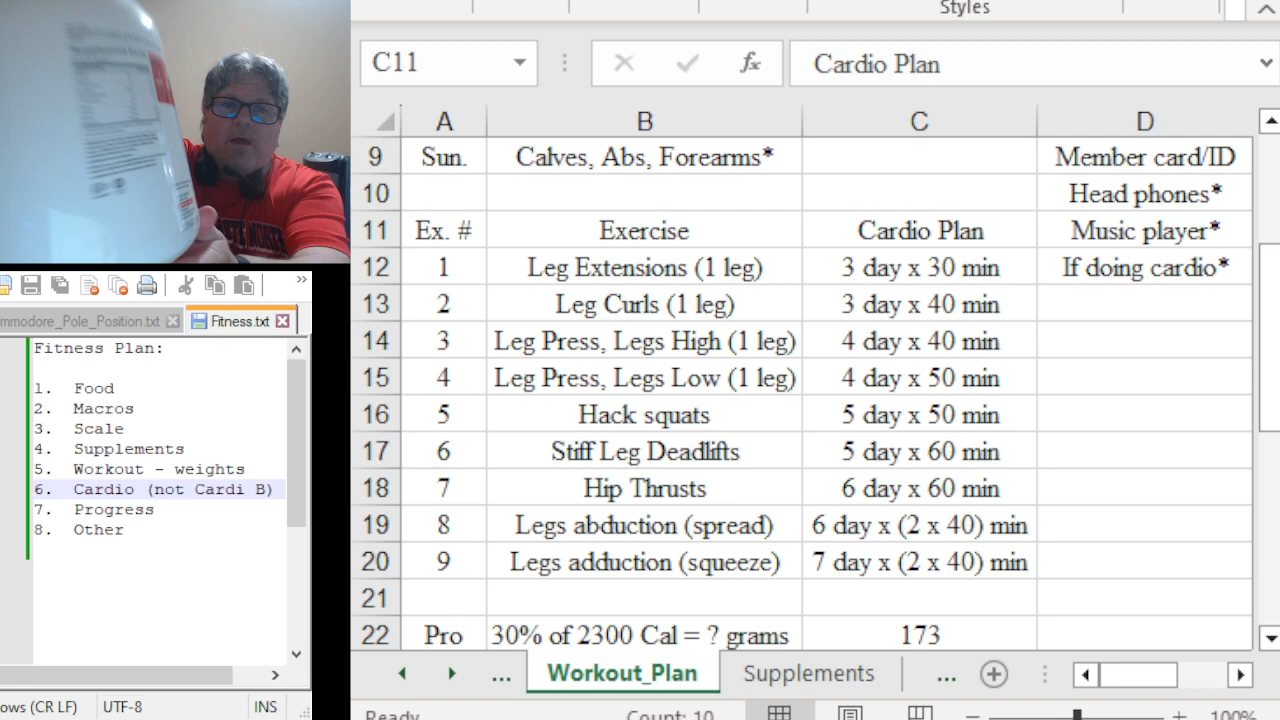 Styles
C11
fx
Cardio Plan
A B C D
9 Sun. Calves, Abs, Forearms* Member card/ID
10 Head phones*
11 Ex. # Exercise Cardio Plan Music player*
12 1 Leg Extensions (1 leg) 3 day x 30 min If doing cardio*
13 2 Leg Curls (1 leg) 3 day x 40 min
14 3 Leg Press, Legs High (1 leg) 4 day x 40 min
15 4 Leg Press, Legs Low (1 leg) 4 day x 50 min
16 5 Hack squats 5 day x 50 min
17 6 Stiff Leg Deadlifts 5 day x 60 min
18 7 Hip Thrusts 6 day x 60 min
19 8 Legs abduction (spread) 6 day x (2 x 40) min
20 9 Legs adduction (squeeze) 7 day x (2 x 40) min
21
22 Pro 30% of 2300 Cal = ? grams 173
... Workout_Plan Supplements ...
Ready Count: 10 100%
mmodore_Pole_Position.txt Fitness.txt
Fitness Plan:
1. Food
2. Macros
3. Scale
4. Supplements
5. Workout - weights
6. Cardio (not Cardi B)
7. Progress
8. Other
ows (CR LF) UTF-8 INS